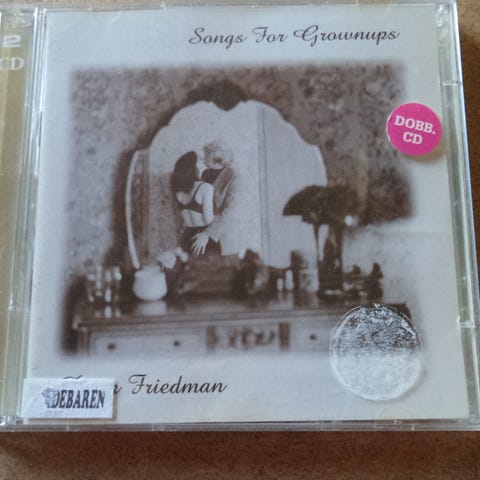 2
CD
Songs For Grownups
DOBB.
CD
Friedman
DEBAREN